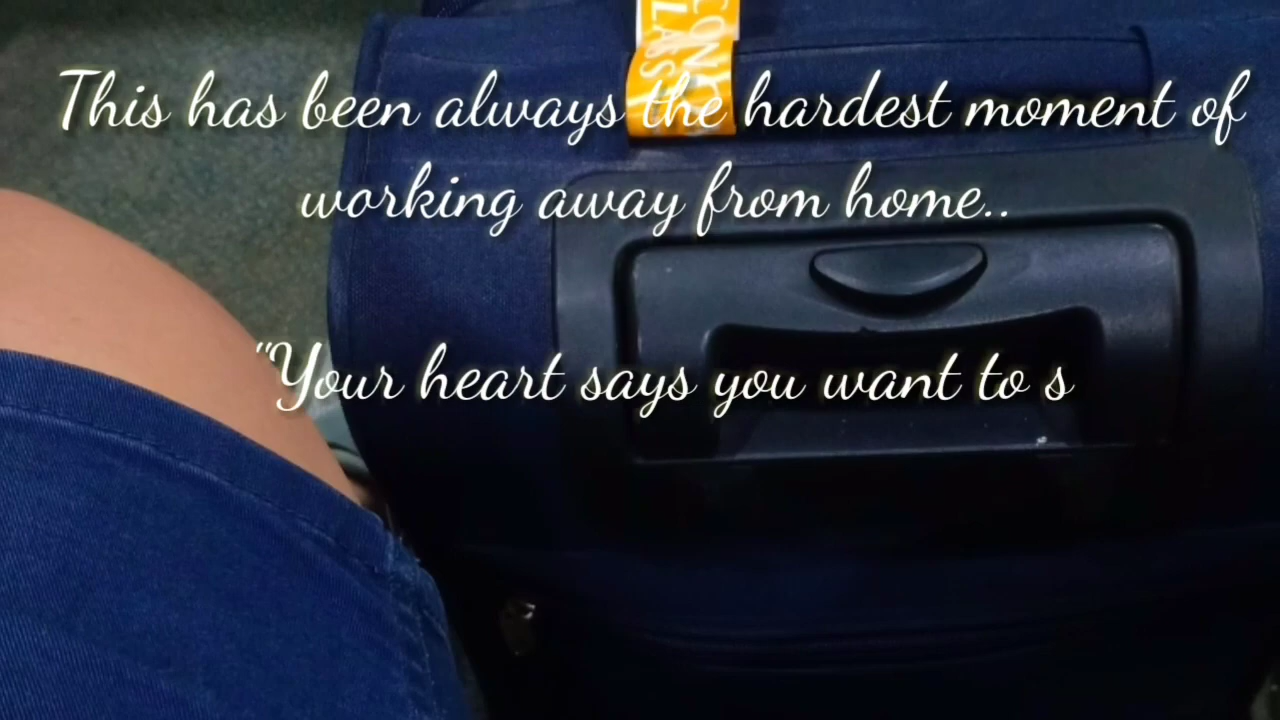 This has been always the hardest moment of
working away from home..
"Your heart says you want to s